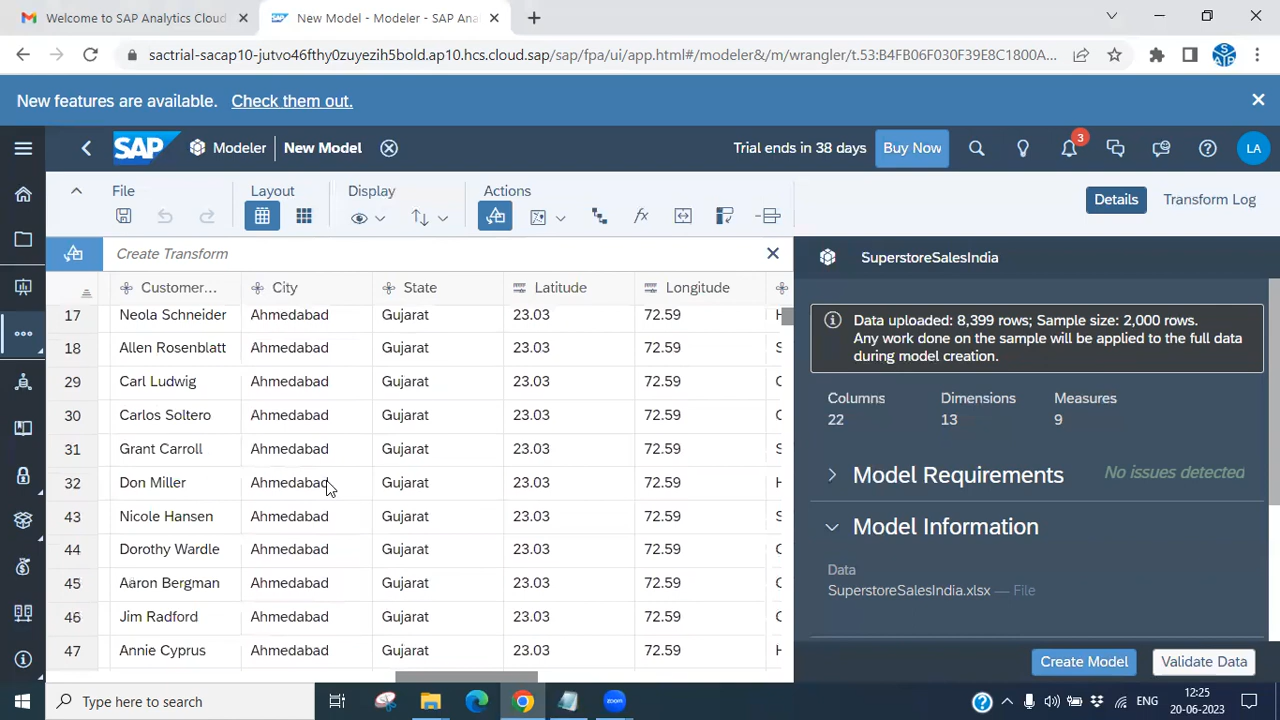 Welcome to SAP Analytics Cloud
New Model - Modeler - SAP Ana
sactrial-sacap10-jutvo46fthy0zuyezih5bold.ap10.hcs.cloud.sap/sap/fpa/ui/app.html#/modeler&/m/wrangler/t.53:B4FB06F030F39E8C1800A...
New features are available. Check them out.
SAP Modeler New Model
Trial ends in 38 days Buy Now 3 LA
File Layout Display Actions
Details Transform Log
Create Transform
SuperstoreSalesIndia
Customer... City State Latitude Longitude
17 Neola Schneider Ahmedabad Gujarat 23.03 72.59 H
18 Allen Rosenblatt Ahmedabad Gujarat 23.03 72.59 S
29 Carl Ludwig Ahmedabad Gujarat 23.03 72.59 C
30 Carlos Soltero Ahmedabad Gujarat 23.03 72.59 C
31 Grant Carroll Ahmedabad Gujarat 23.03 72.59 S
32 Don Miller Ahmedabad Gujarat 23.03 72.59 H
43 Nicole Hansen Ahmedabad Gujarat 23.03 72.59 S
44 Dorothy Wardle Ahmedabad Gujarat 23.03 72.59 C
45 Aaron Bergman Ahmedabad Gujarat 23.03 72.59 C
46 Jim Radford Ahmedabad Gujarat 23.03 72.59 C
47 Annie Cyprus Ahmedabad Gujarat 23.03 72.59 H
Data uploaded: 8,399 rows; Sample size: 2,000 rows.
Any work done on the sample will be applied to the full data
during model creation.
Columns Dimensions Measures
22 13 9
Model Requirements No issues detected
Model Information
Data
SuperstoreSalesIndia.xlsx — File
Create Model Validate Data
Type here to search
zoom
ENG
12:25
20-06-2023